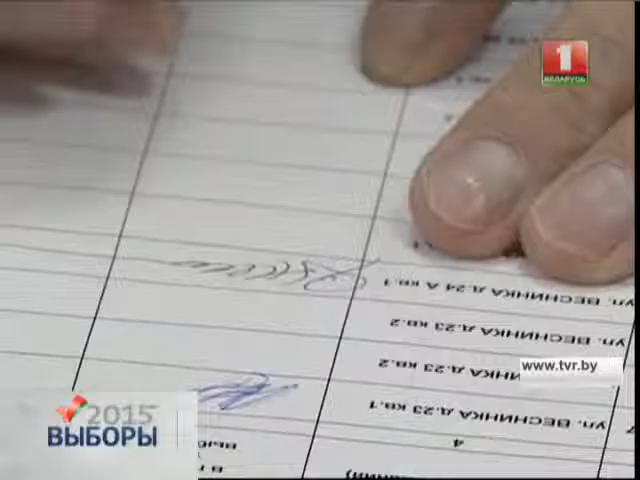 1
БЕЛАРУСЬ
ул. ВЕСНИНКА д.24 А кв.1
ул. ВЕСНИНКА д.23 кв.2
ВЕСНИНКА д.23 кв.2
ул. ВЕСНИНКА д.23 кв.1
4
www.tvr.by
2015
ВЫБОРЫ